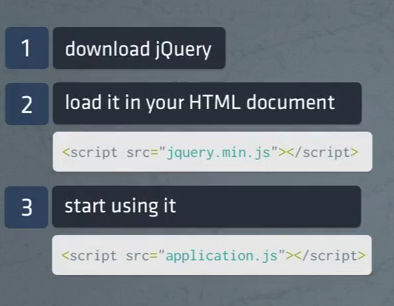 1 download jQuery
2 load it in your HTML document
<script src="jquery.min.js"></script>
3 start using it
<script src="application.js"></script>